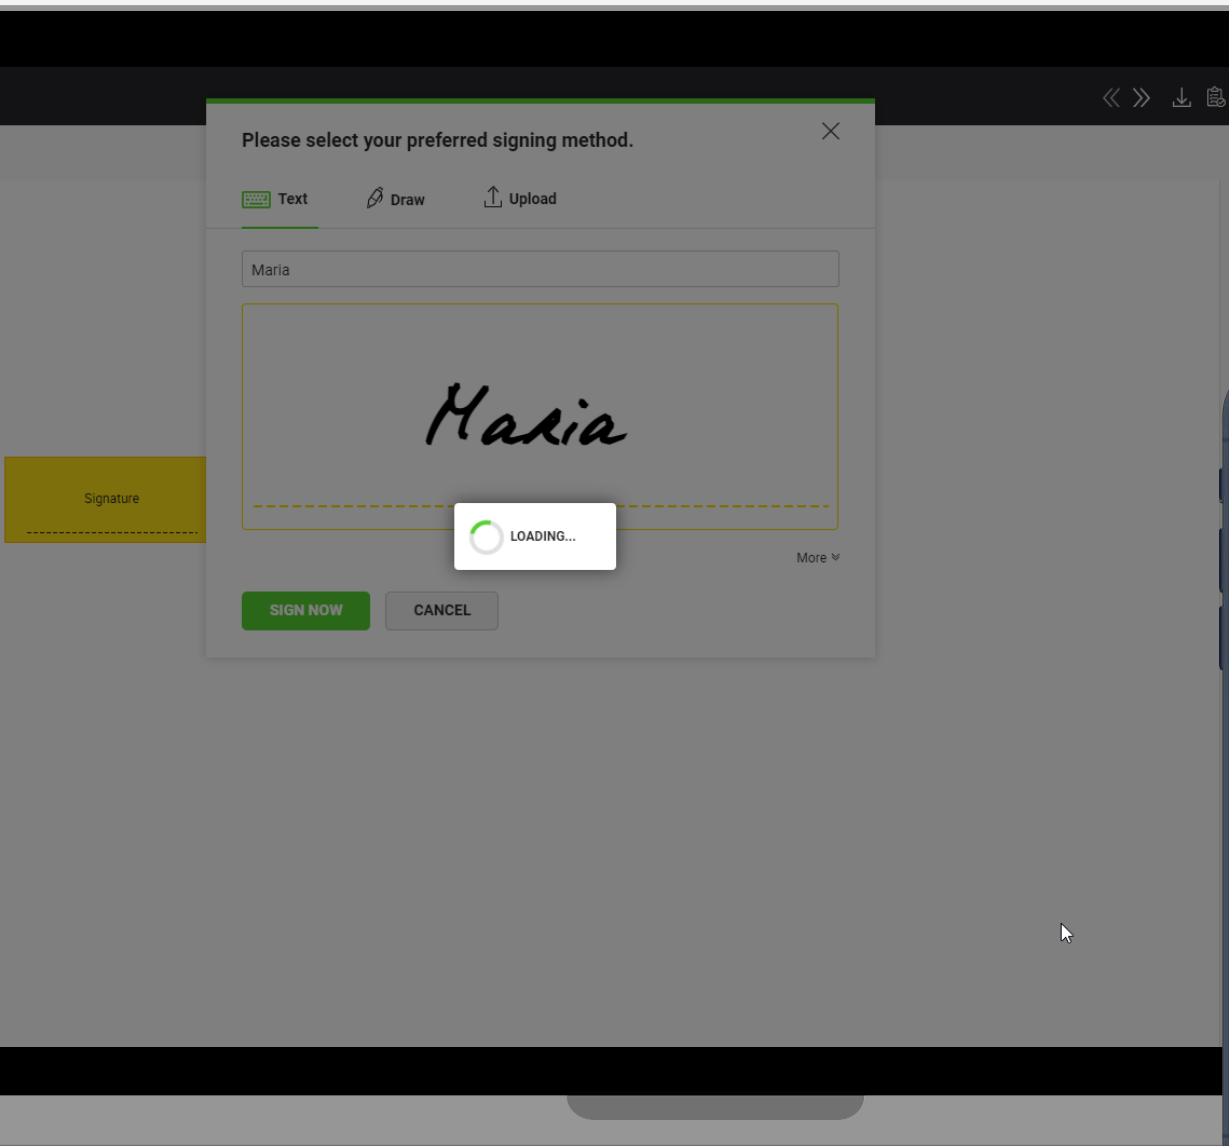 Please select your preferred signing method.
Text Draw Upload
Maria
Maria
Signature
LOADING...
More
SIGN NOW CANCEL